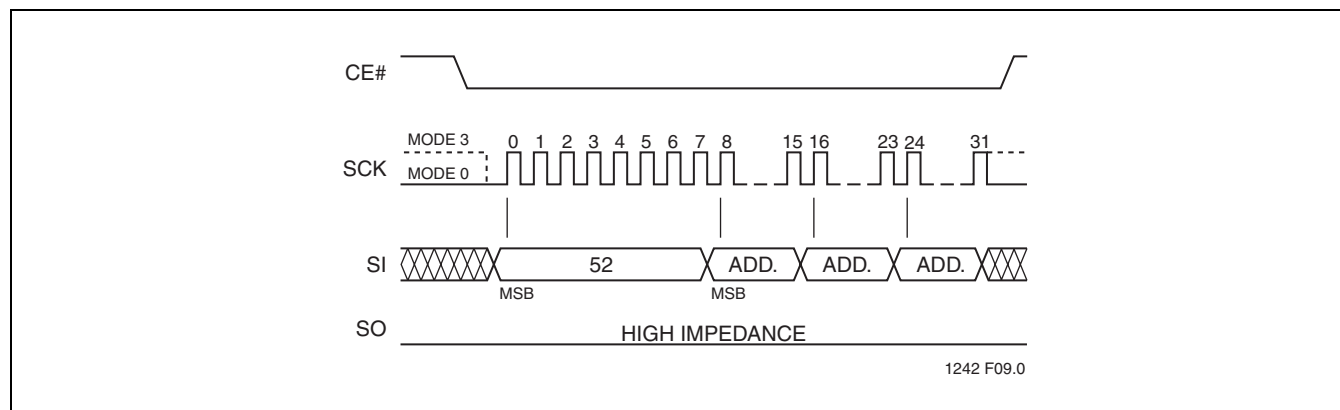 CE#
MODE 3
0 1 2 3 4 5 6 7 8 15 16 23 24 31
SCK
MODE 0
SI
52 ADD. ADD. ADD.
MSB MSB
SO
HIGH IMPEDANCE
1242 F09.0